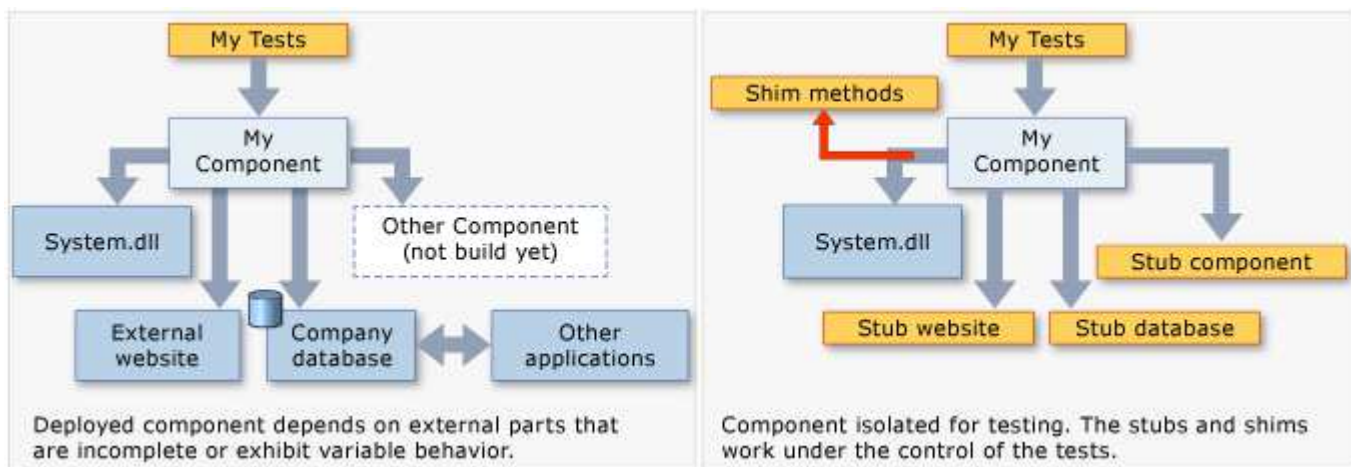 My Tests
My
Component
System.dll
Other Component
(not build yet)
External
website
Company
database
Other
applications
Deployed component depends on external parts that
are incomplete or exhibit variable behavior.
My Tests
Shim methods
My
Component
System.dll
Stub component
Stub website
Stub database
Component isolated for testing. The stubs and shims
work under the control of the tests.